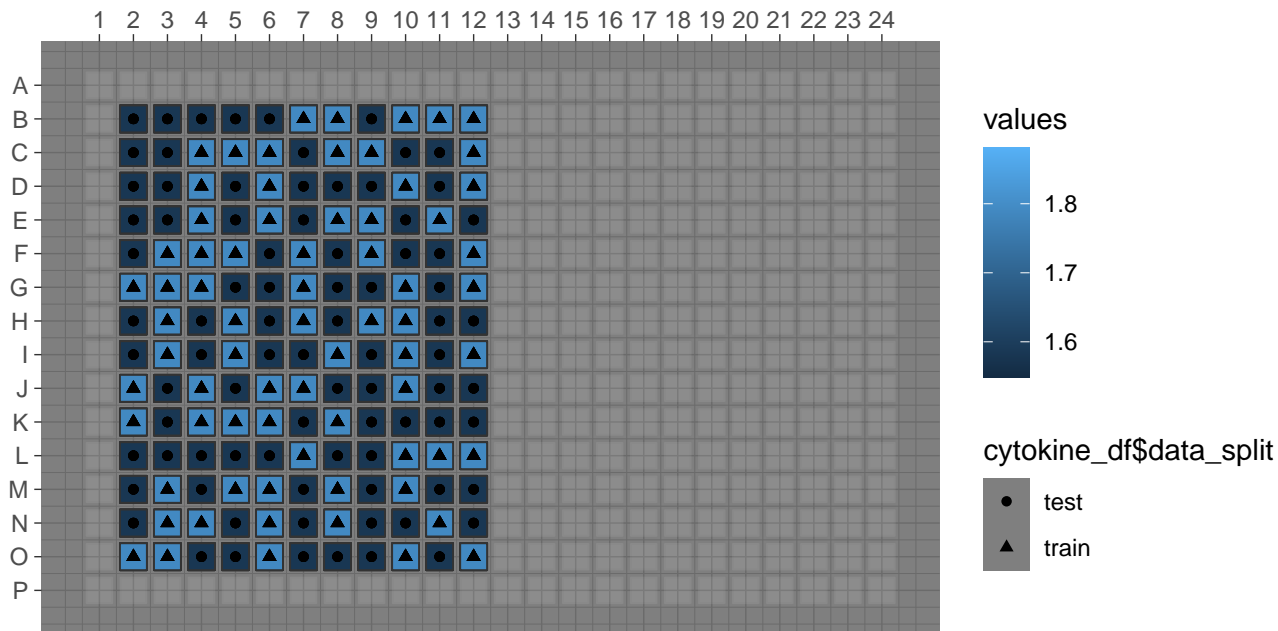 1 2 3 4 5 6 7 8 9 10 11 12 13 14 15 16 17 18 19 20 21 22 23 24
A
B
C
D
E
F
G
H
I
J
K
L
M
N
O
P
values
1.8
1.7
1.6
cytokine_df$data_split
test
train